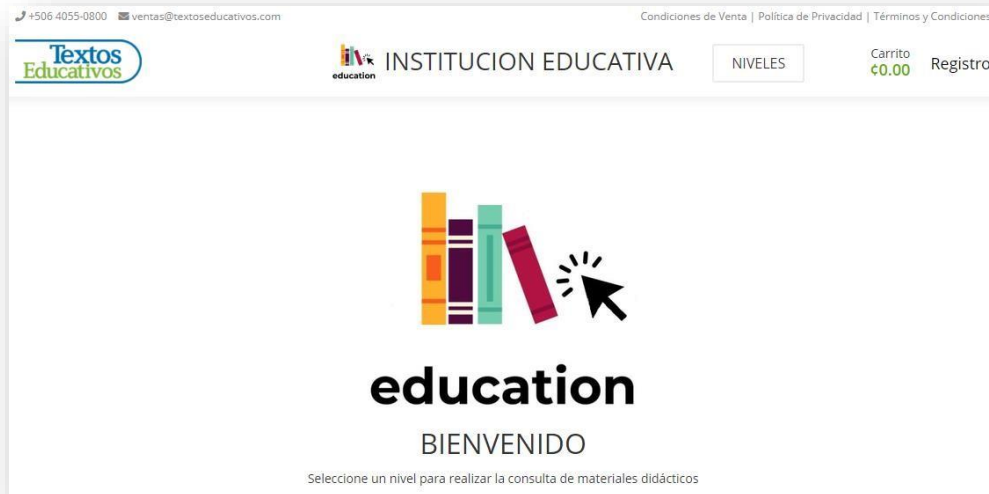 +506 4055-0800 ventas@textoseducativos.com Condiciones de Venta | Política de Privacidad | Términos y Condiciones
Textos
Educativos
education
INSTITUCION EDUCATIVA
NIVELES
Carrito
¢0.00
Registro
education
BIENVENIDO
Seleccione un nivel para realizar la consulta de materiales didácticos